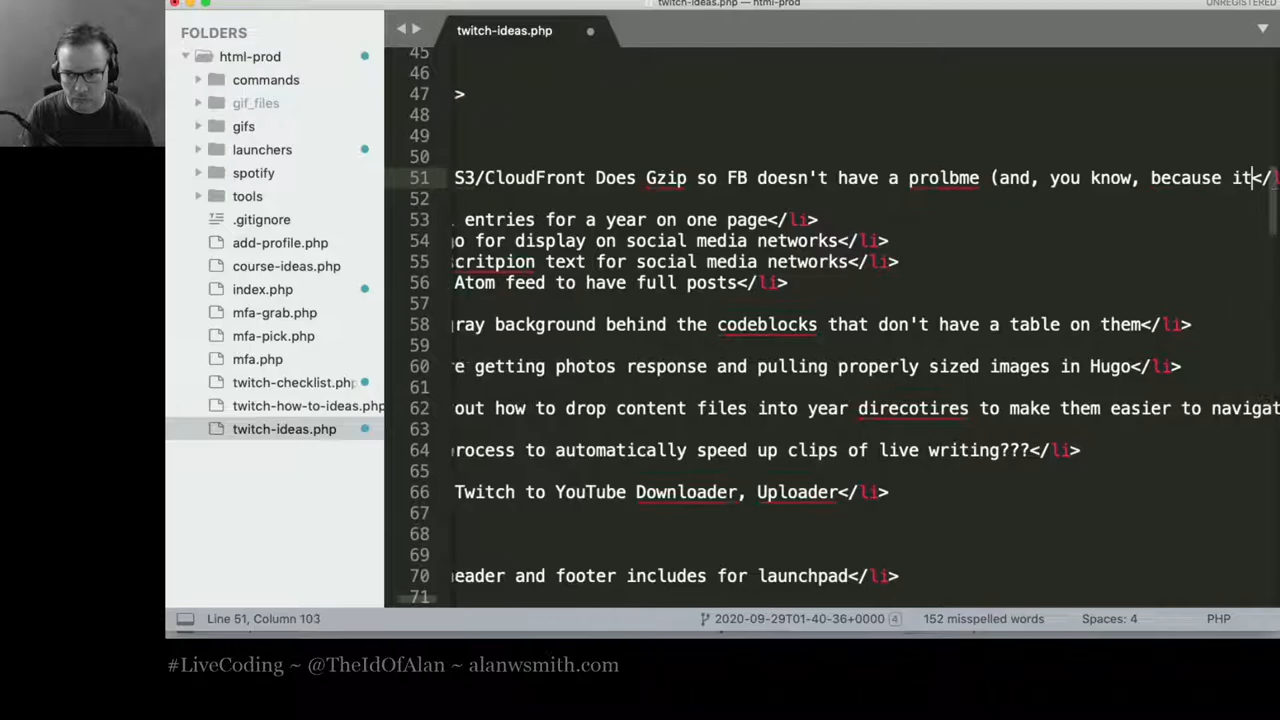 twitch-ideas.php — html-prod
UNREGISTERED
FOLDERS
html-prod
commands
gif_files
gifs
launchers
spotify
tools
.gitignore
add-profile.php
course-ideas.php
index.php
mfa-grab.php
mfa-pick.php
mfa.php
twitch-checklist.php
twitch-how-to-ideas.php
twitch-ideas.php
twitch-ideas.php
45
46
47 >
48
49
50
51 S3/CloudFront Does Gzip so FB doesn't have a prolbme (and, you know, because it</l
52
53 entries for a year on one page</li>
54 go for display on social media networks</li>
55 scritpion text for social media networks</li>
56 Atom feed to have full posts</li>
57
58 gray background behind the codeblocks that don't have a table on them</li>
59
60 re getting photos response and pulling properly sized images in Hugo</li>
61
62 out how to drop content files into year direcotires to make them easier to navigat
63
64 process to automatically speed up clips of live writing???</li>
65
66 Twitch to YouTube Downloader, Uploader</li>
67
68
69
70 header and footer includes for launchpad</li>
71
Line 51, Column 103
2020-09-29T01-40-36+0000 4
152 misspelled words
Spaces: 4
PHP
#LiveCoding ~ @TheIdOfAlan ~ alanwsmith.com